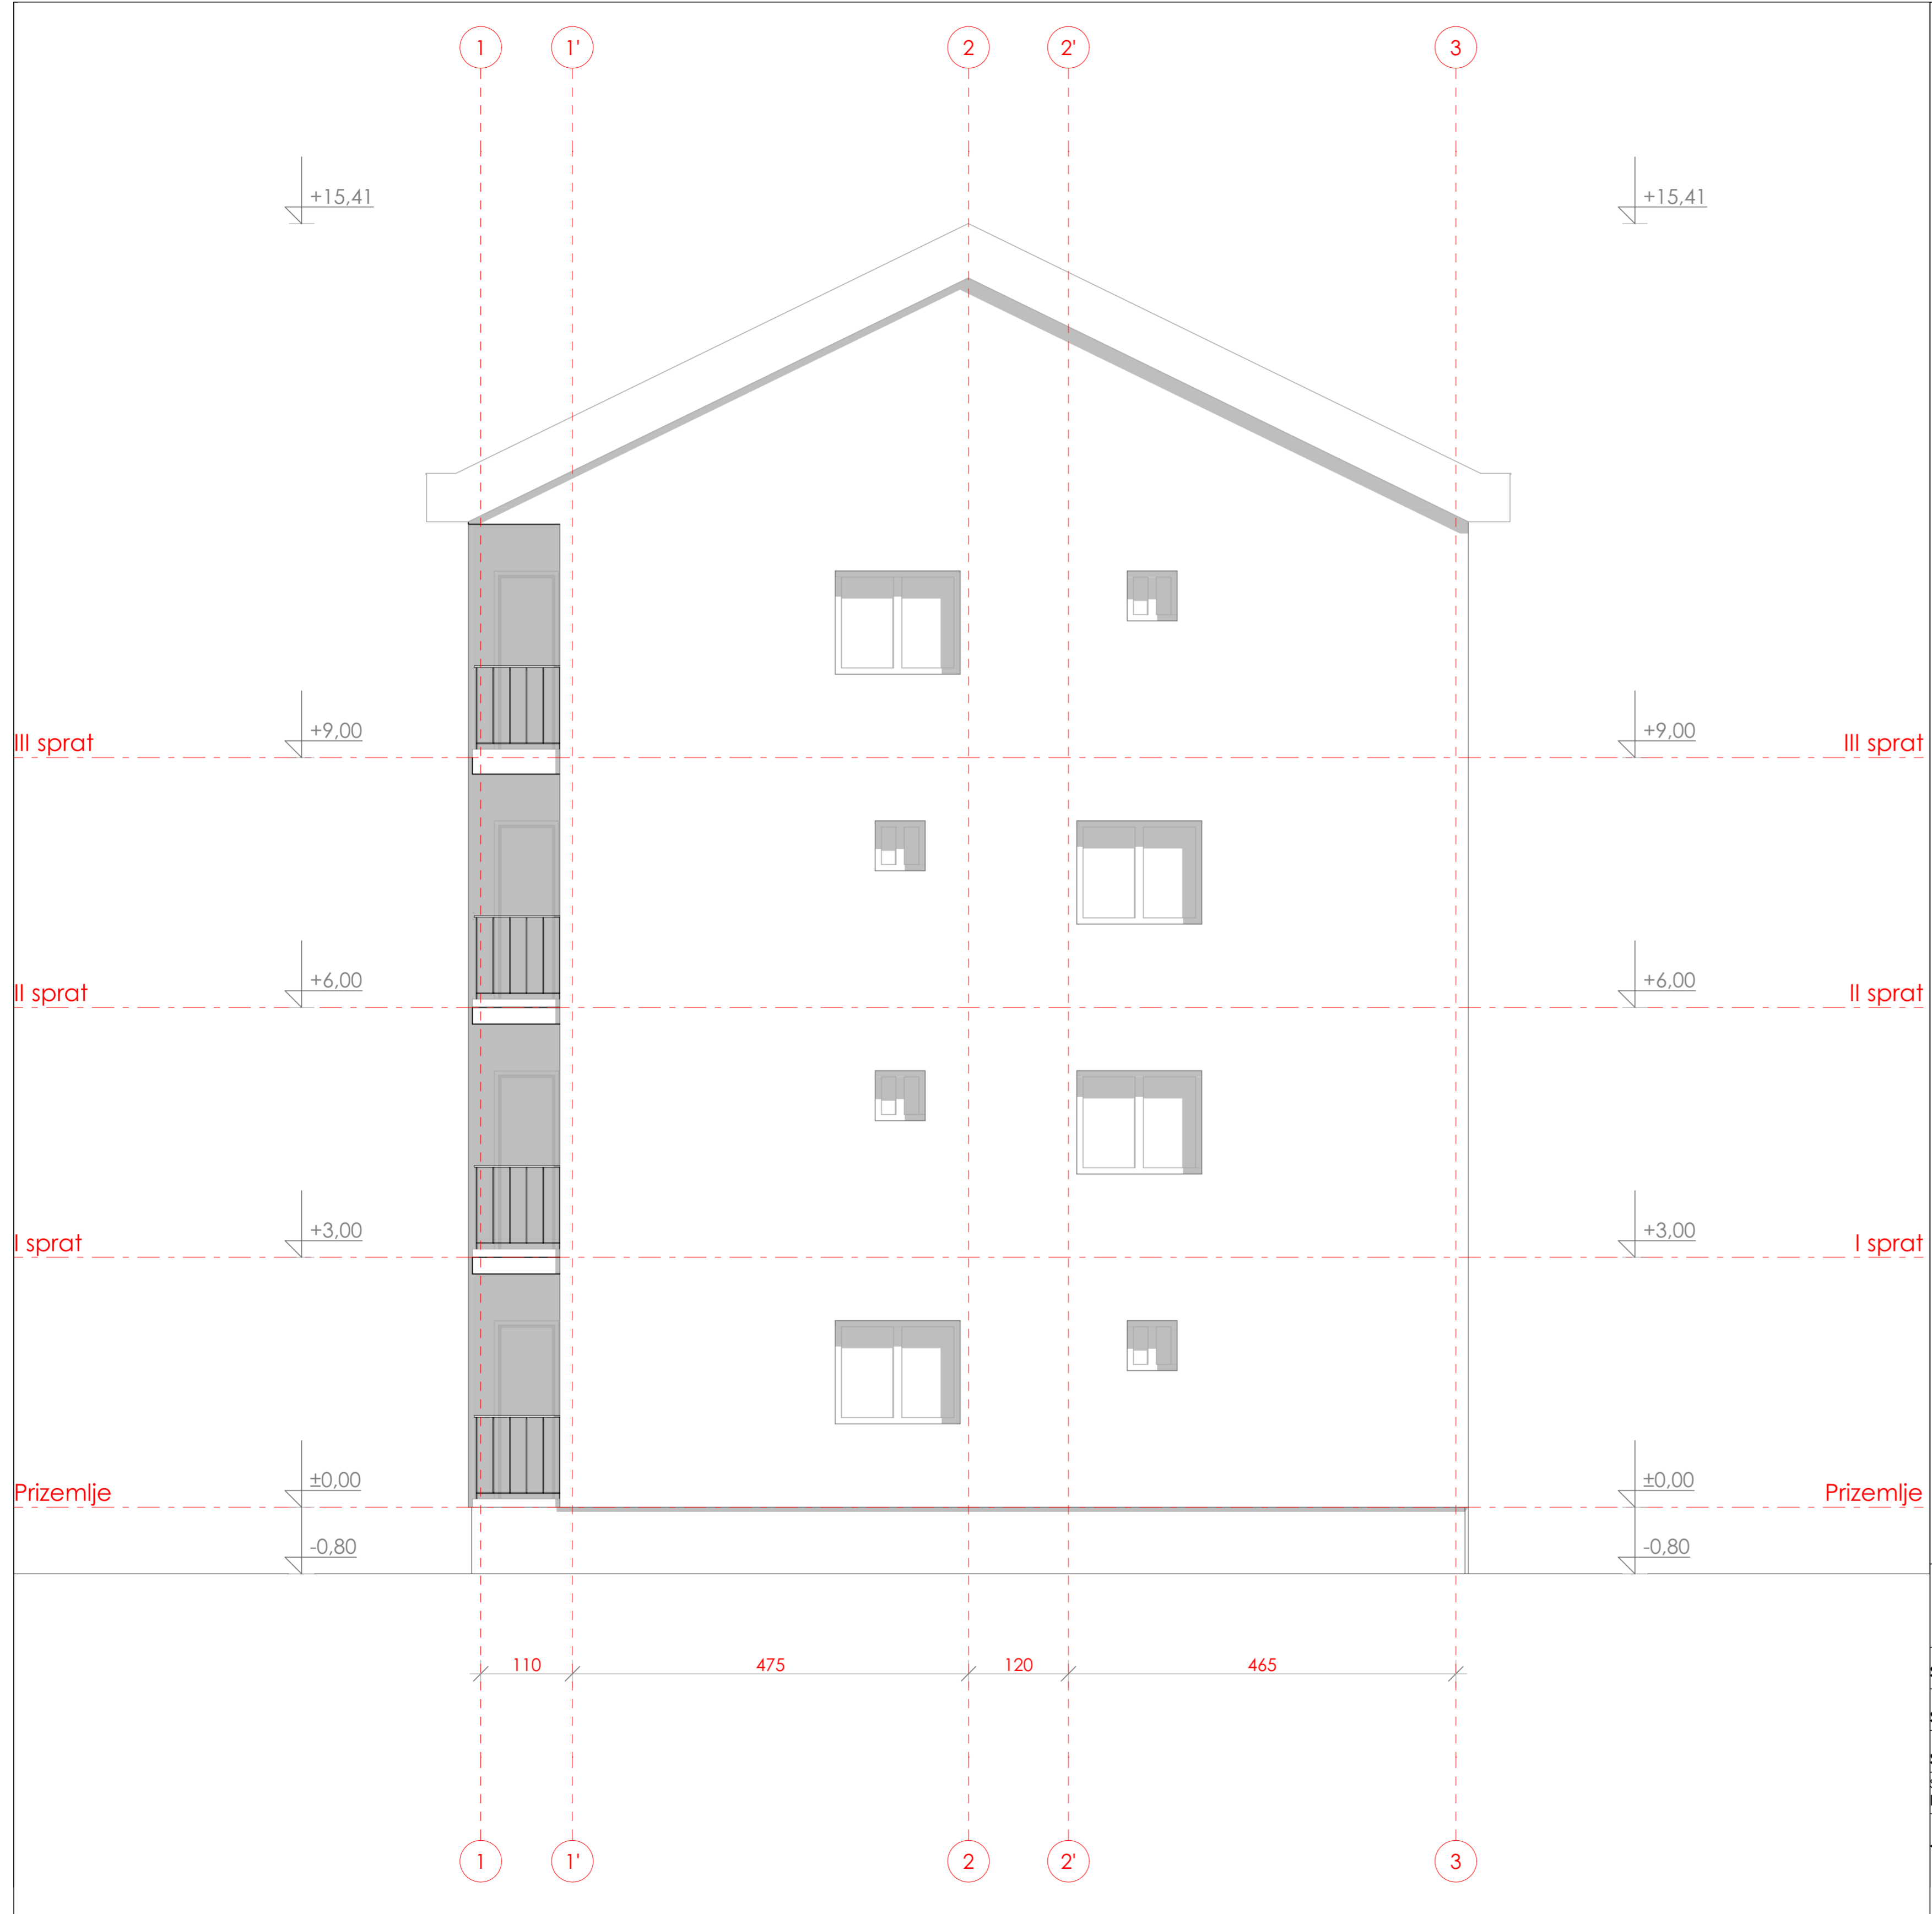 1 1' 2 2' 3
+15,41 +15,41
+9,00 +9,00
III sprat III sprat
+6,00 +6,00
II sprat II sprat
+3,00 +3,00
I sprat I sprat
±0,00 ±0,00
Prizemlje Prizemlje
-0,80 -0,80
110 475 120 465
1 1' 2 2' 3